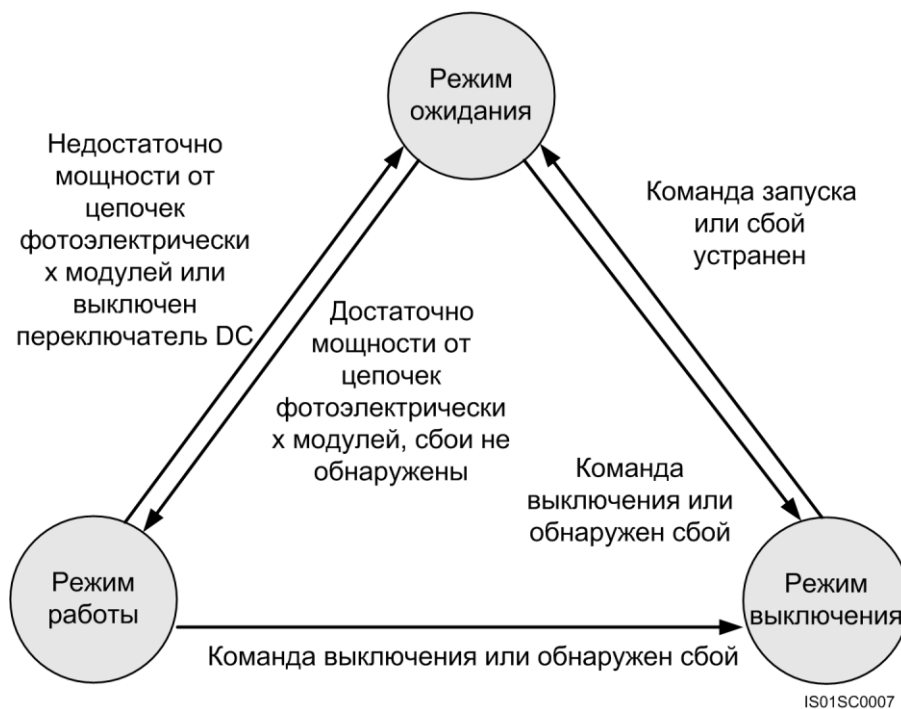 Режим
ожидания
Недостаточно
мощности от
цепочек
фотоэлектрически
х модулей или
выключен
переключатель DC
Команда запуска
или сбой
устранен
Достаточно
мощности от
цепочек
фотоэлектрически
х модулей, сбои не
обнаружены
Команда
выключения или
обнаружен сбой
Режим
работы
Режим
выключения
Команда выключения или обнаружен сбой
IS01SC0007